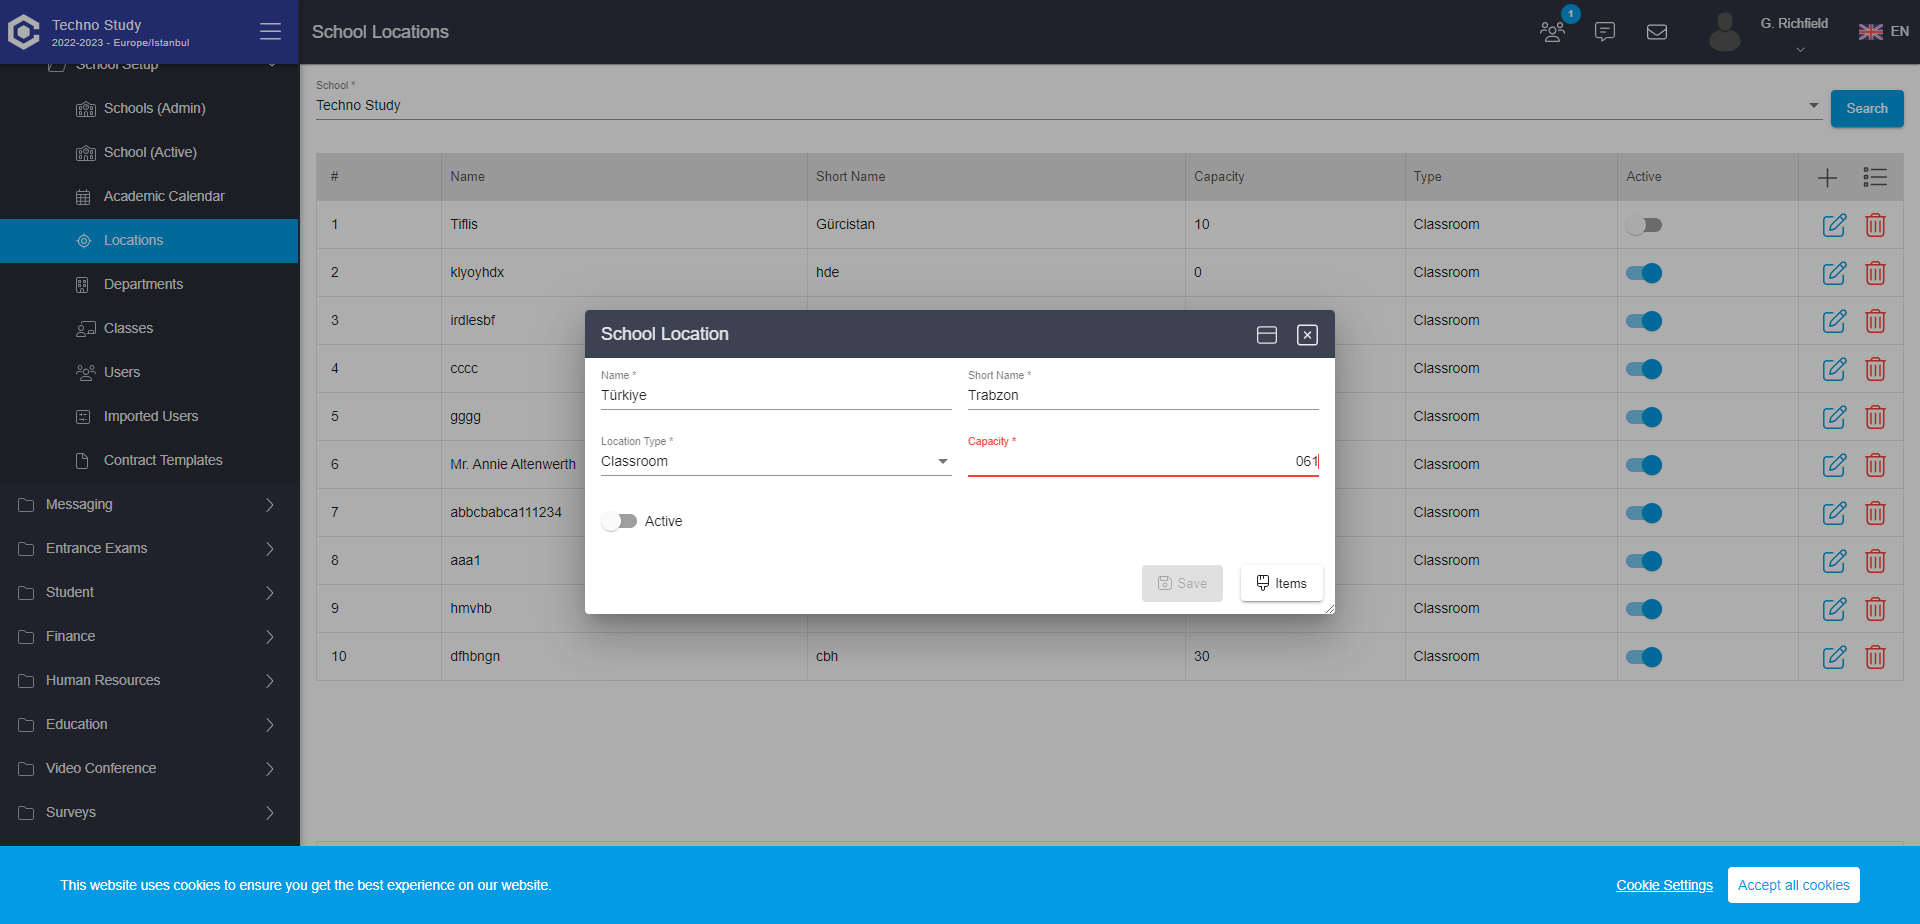 Techno Study
2022-2023 - Europe/Istanbul
School Locations
1
G. Richfield
EN
School Setup
Schools (Admin)
School (Active)
Academic Calendar
Locations
Departments
Classes
Users
Imported Users
Contract Templates
Messaging
Entrance Exams
Student
Finance
Human Resources
Education
Video Conference
Surveys
School *
Techno Study
Search
# Name Short Name Capacity Type Active
1 Tiflis Gürcistan 10 Classroom
2 klyoyhdx hde 0 Classroom
3 irdlesbf Classroom
4 cccc Classroom
5 gggg Classroom
6 Mr. Annie Altenwerth Classroom
7 abbcbabca111234 Classroom
8 aaa1 Classroom
9 hmvhb Classroom
10 dfhbngn cbh 30 Classroom
School Location
Name *
Türkiye
Short Name *
Trabzon
Location Type *
Classroom
Capacity *
061
Active
Save
Items
This website uses cookies to ensure you get the best experience on our website.
Cookie Settings
Accept all cookies